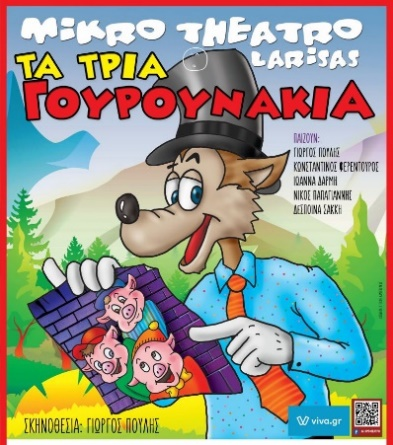 MIKRO THEATRO
LARISAS
ΤΑ ΤΡΙΑ
ΓΟΥΡΟΥΝΑΚΙΑ
ΠΑΙΖΟΥΝ:
ΓΙΩΡΓΟΣ ΠΟΥΛΗΣ
ΚΩΝΣΤΑΝΤΙΝΟΣ ΦΕΡΕΝΤΟΥΡΟΣ
ΙΩΑΝΝΑ ΔΑΡΜΗ
ΝΙΚΟΣ ΠΑΠΑΓΙΑΝΝΗΣ
ΔΕΣΠΟΙΝΑ ΣΑΚΚΗ
ΣΚΗΝΟΘΕΣΙΑ: ΓΙΩΡΓΟΣ ΠΟΥΛΗΣ
viva.gr